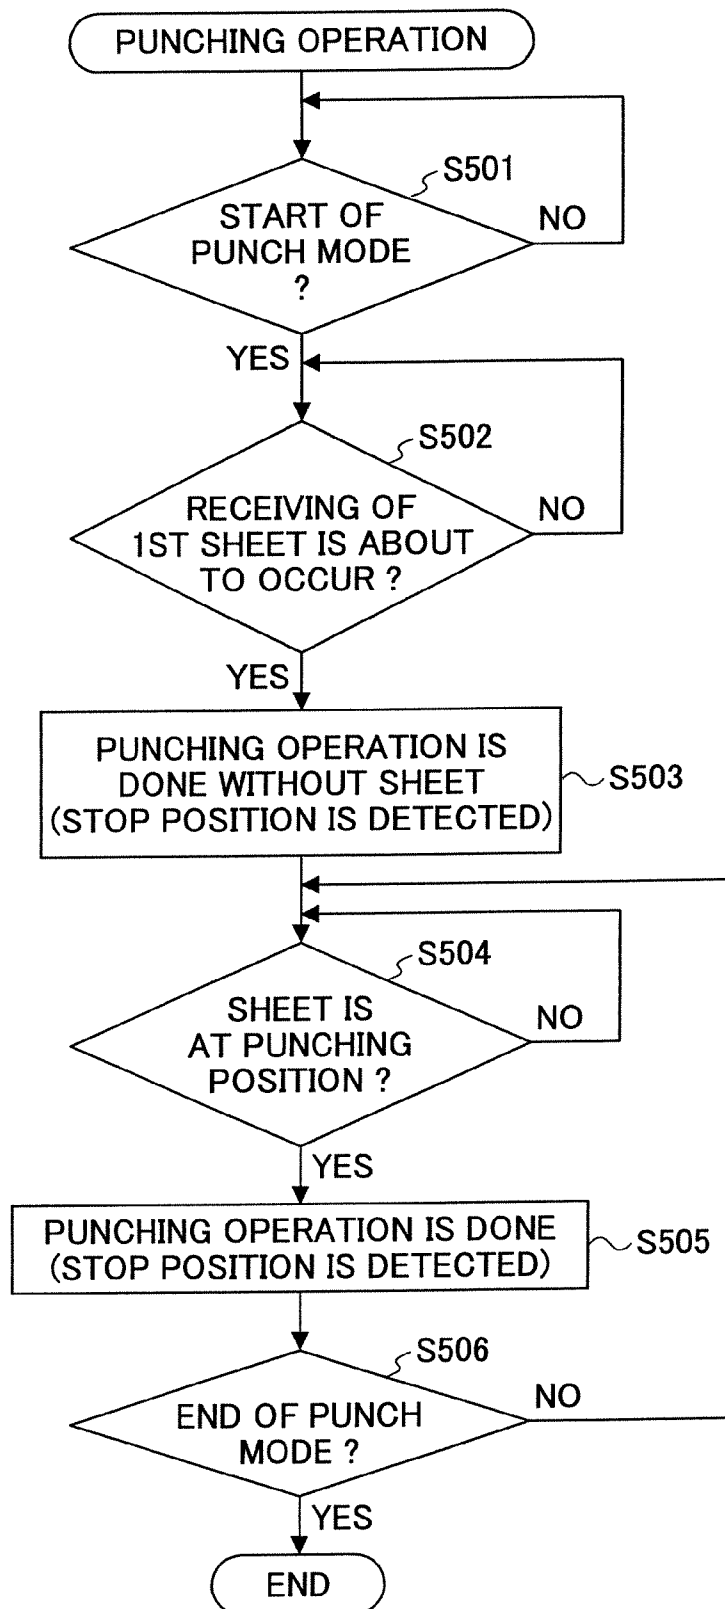 PUNCHING OPERATION
S501
START OF
PUNCH MODE
?
NO
YES
S502
RECEIVING OF
1ST SHEET IS ABOUT
TO OCCUR ?
NO
YES
PUNCHING OPERATION IS
DONE WITHOUT SHEET
(STOP POSITION IS DETECTED)
S503
S504
SHEET IS
AT PUNCHING
POSITION ?
NO
YES
PUNCHING OPERATION IS DONE
(STOP POSITION IS DETECTED)
S505
S506
END OF PUNCH
MODE ?
NO
YES
END